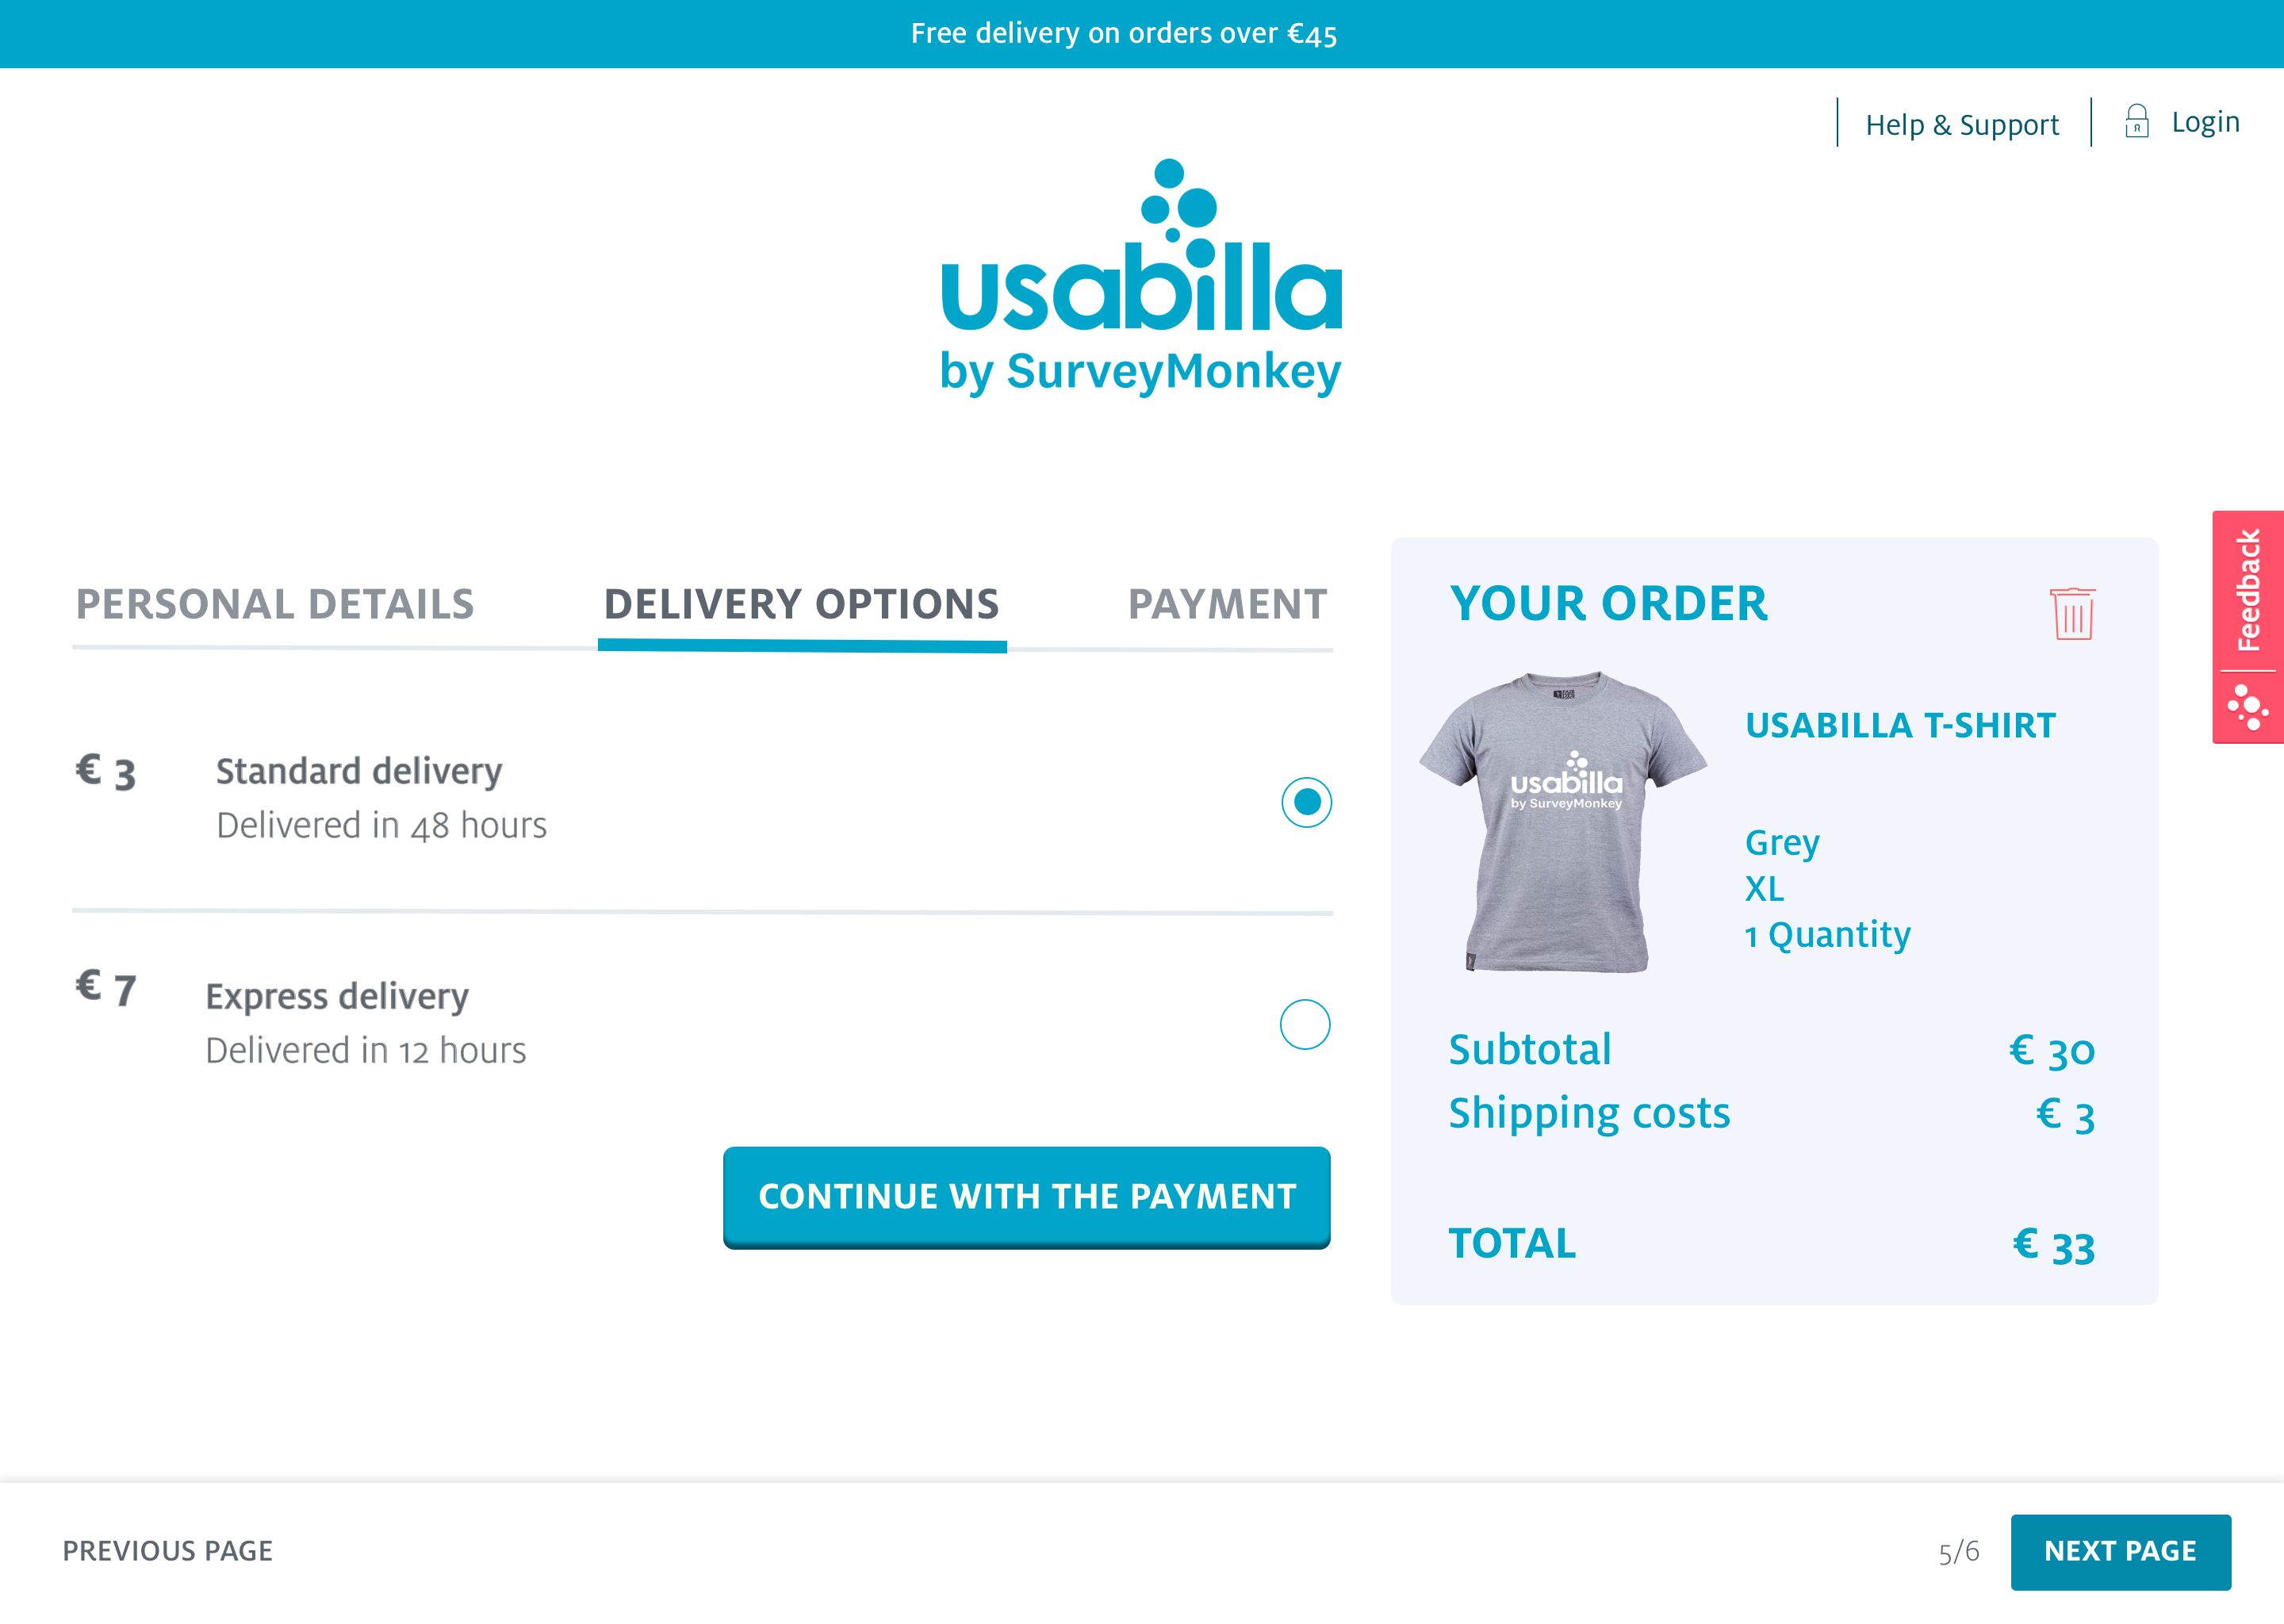 Free delivery on orders over €45
Help & Support
Login
usabilla
by SurveyMonkey
PERSONAL DETAILS
DELIVERY OPTIONS
PAYMENT
€ 3
Standard delivery
Delivered in 48 hours
€ 7
Express delivery
Delivered in 12 hours
CONTINUE WITH THE PAYMENT
YOUR ORDER
usabilla
by SurveyMonkey
USABILLA T-SHIRT
Grey
XL
1 Quantity
Subtotal € 30
Shipping costs € 3
TOTAL € 33
Feedback
PREVIOUS PAGE
5/6
NEXT PAGE